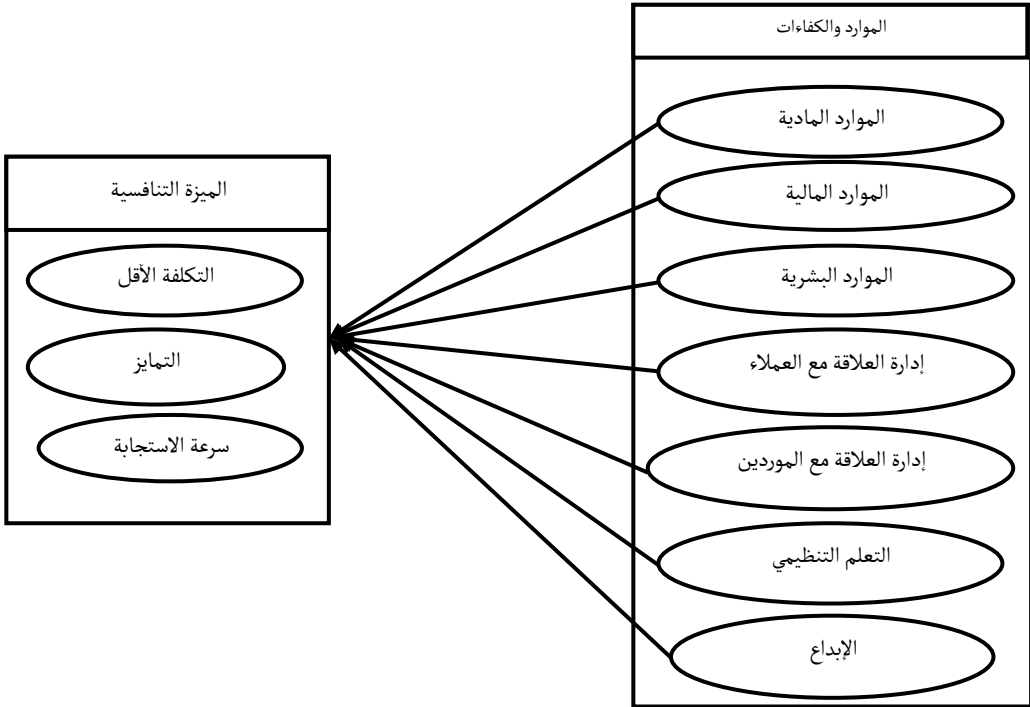 الموارد والكفاءات
الموارد المادية
الموارد المالية
الموارد البشرية
إدارة العلاقة مع العملاء
إدارة العلاقة مع الموردين
التعلم التنظيمي
الإبداع
الميزة التنافسية
التكلفة الأقل
التمايز
سرعة الاستجابة